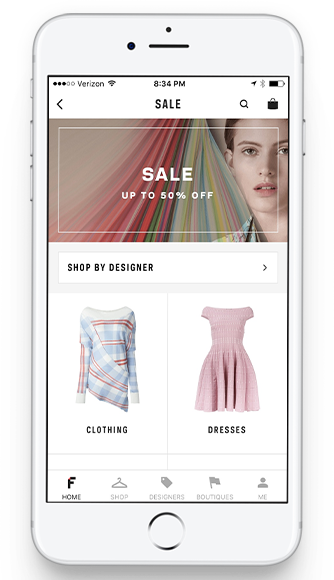 Verizon 8:34 PM
SALE
SALE
UP TO 50% OFF
SHOP BY DESIGNER
CLOTHING
DRESSES
F
HOME SHOP DESIGNERS BOUTIQUES ME